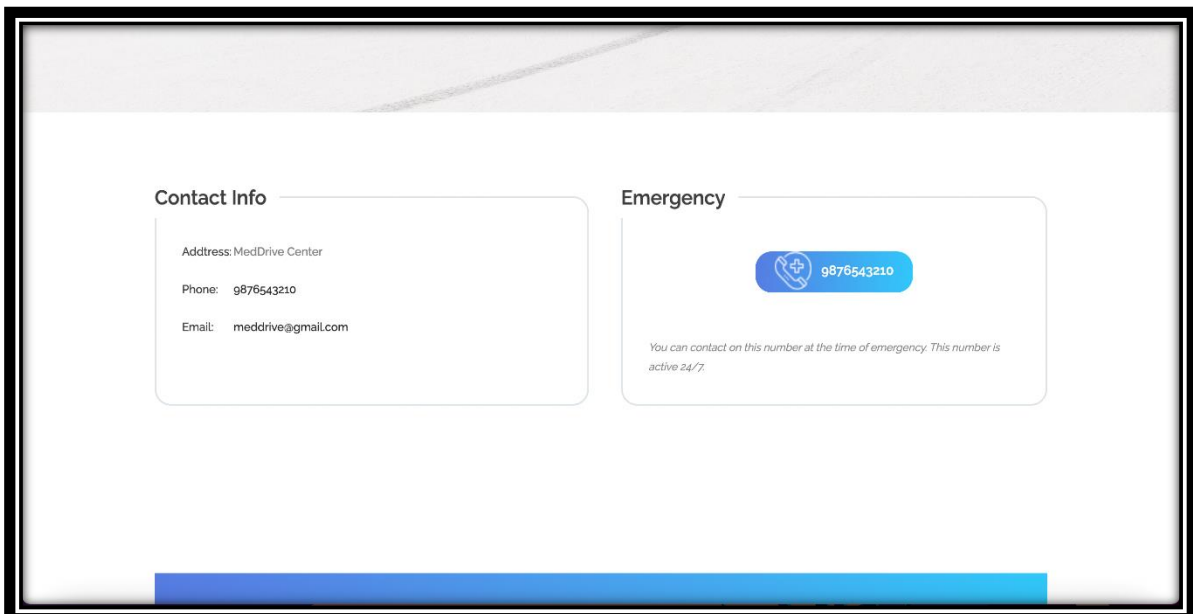 Contact Info
Addtress: MedDrive Center
Phone: 9876543210
Email: meddrive@gmail.com
Emergency
9876543210
You can contact on this number at the time of emergency. This number is
active 24/7.